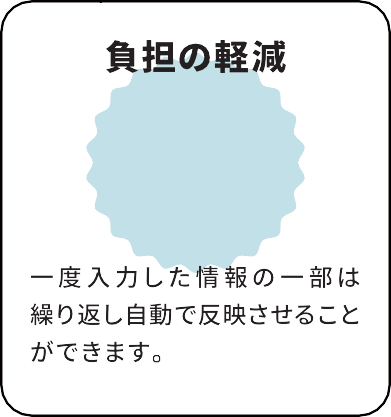 負担の軽減
一度入力した情報の一部は
繰り返し自動で反映させること
ができます。